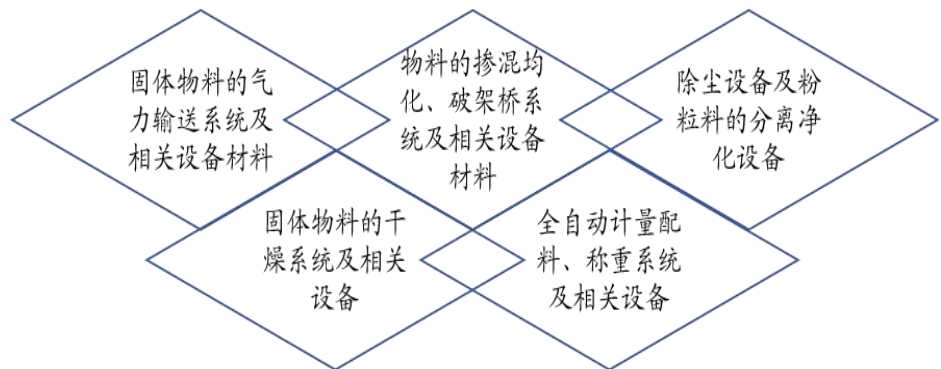 固体物料的气
力输送系统及
相关设备材料
物料的掺混均
化、破架桥系
统及相关设备
材料
除尘设备及粉
粒料的分离净
化设备
固体物料的干
燥系统及相关
设备
全自动计量配
料、称重系统
及相关设备